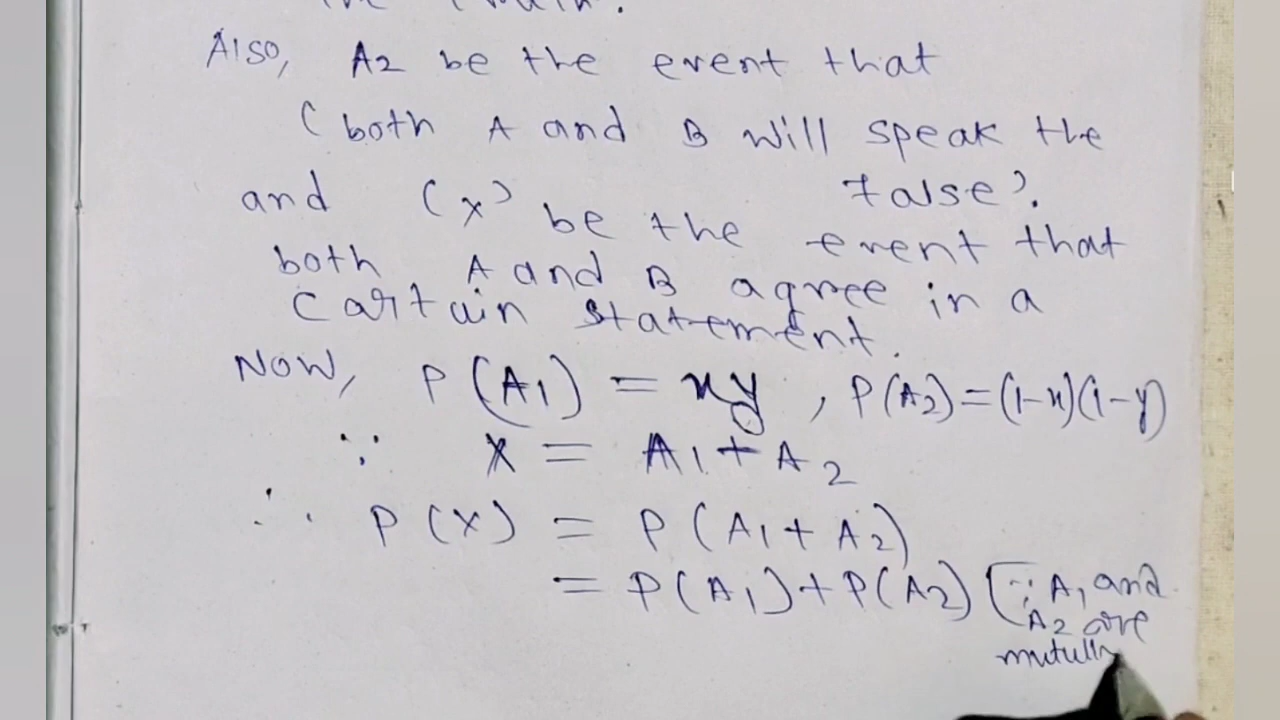 Also, A2 be the event that
(both A and B will speak the
false).
and (x) be the event that
both A and B agree in a
Cartain statement.
Now, P(A1) = xy, P(A2)=(1-x)(1-y)
∵ X = A1+A2
∴ P(X) = P(A1+A2)
= P(A1)+P(A2) [∵ A1 and
A2 are